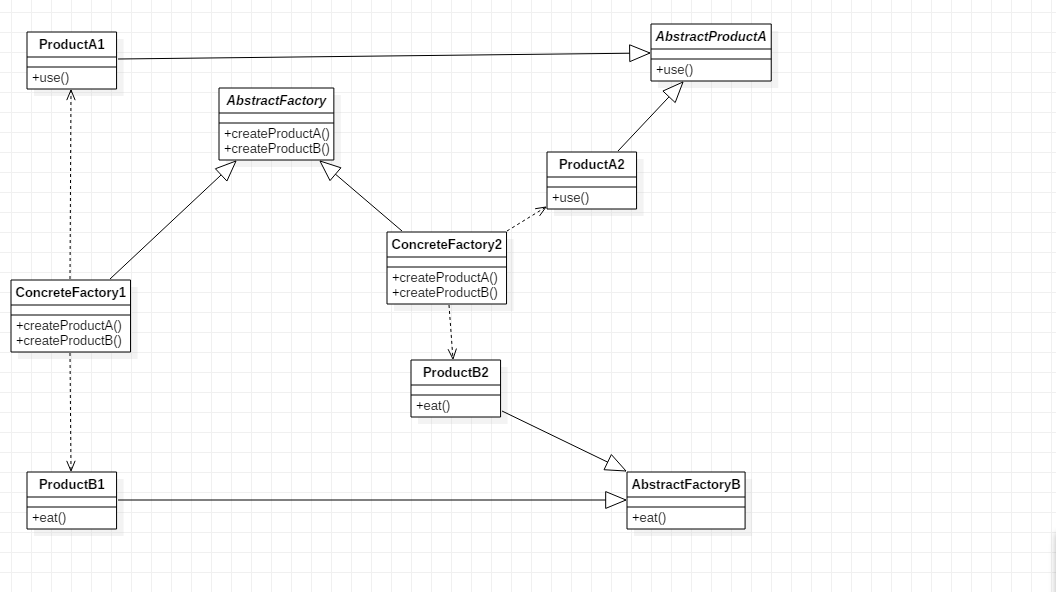 ProductA1
+use()
AbstractProductA
+use()
AbstractFactory
+createProductA()
+createProductB()
ProductA2
+use()
ConcreteFactory2
+createProductA()
+createProductB()
ConcreteFactory1
+createProductA()
+createProductB()
ProductB2
+eat()
ProductB1
+eat()
AbstractFactoryB
+eat()